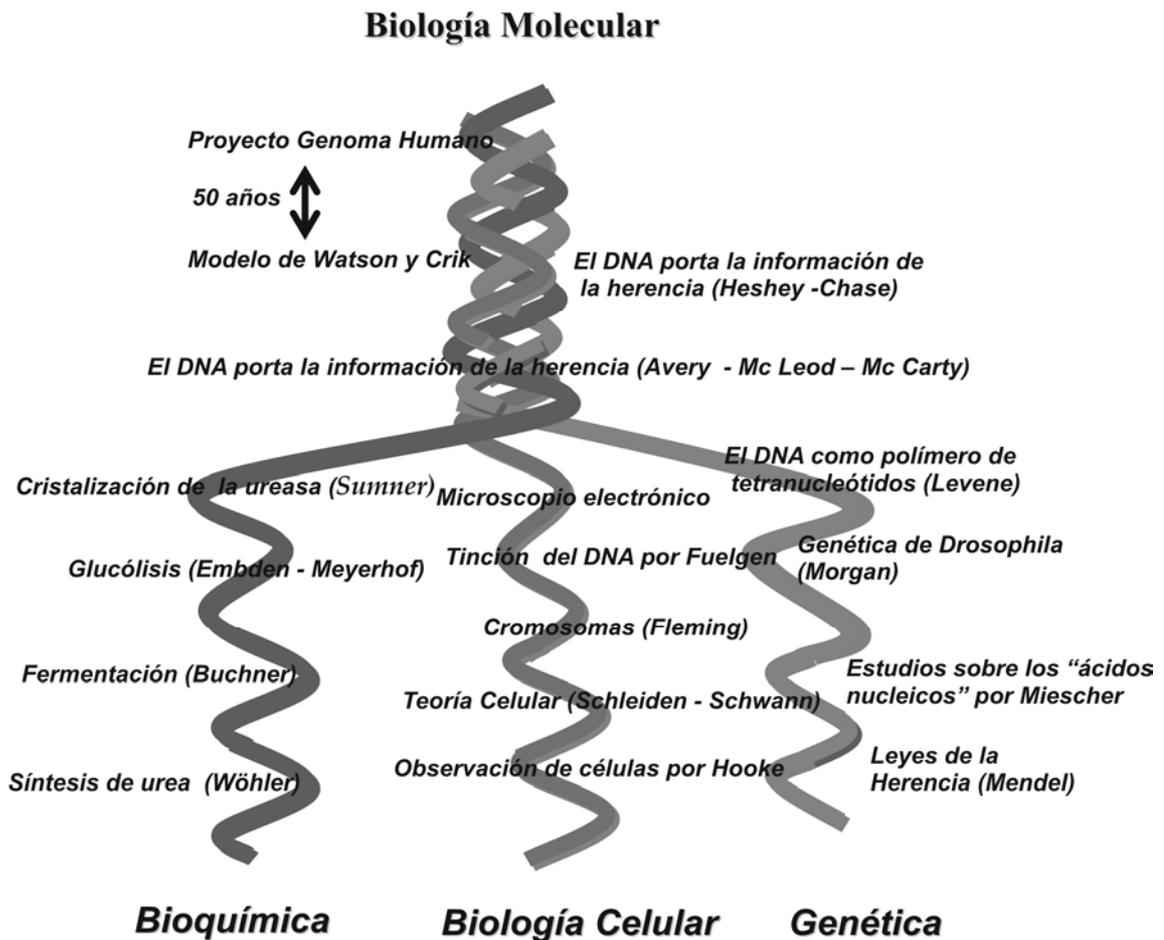 Biología Molecular
Proyecto Genoma Humano
50 años
Modelo de Watson y Crik
El DNA porta la información de
la herencia (Heshey -Chase)
El DNA porta la información de la herencia (Avery - Mc Leod – Mc Carty)
El DNA como polímero de
tetranucleótidos (Levene)
Cristalización de la ureasa (Sumner)
Microscopio electrónico
Tinción del DNA por Fuelgen
Genética de Drosophila
(Morgan)
Glucólisis (Embden - Meyerhof)
Cromosomas (Fleming)
Fermentación (Buchner)
Estudios sobre los “ácidos
nucleicos” por Miescher
Teoría Celular (Schleiden - Schwann)
Observación de células por Hooke
Leyes de la
Herencia (Mendel)
Síntesis de urea (Wöhler)
Bioquímica
Biología Celular
Genética